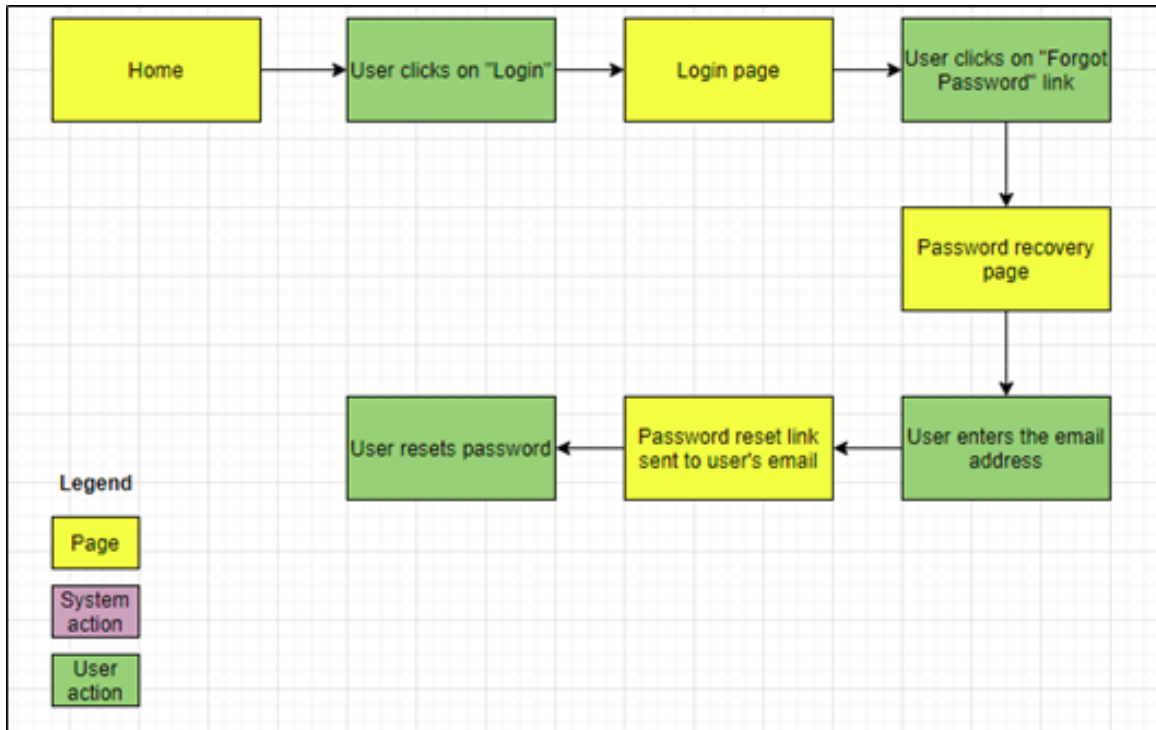 Home
User clicks on "Login"
Login page
User clicks on "Forgot
Password" link
Password recovery
page
User resets password
Password reset link
sent to user's email
User enters the email
address
Legend
Page
System
action
User
action